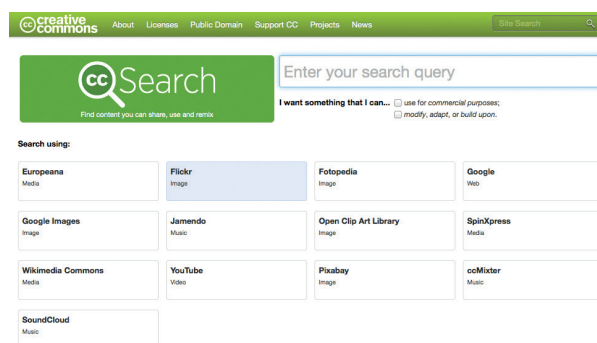 cc creative commons About Licenses Public Domain Support CC Projects News Site Search
cc Search
Find content you can share, use and remix
Enter your search query
I want something that I can... use for commercial purposes;
modify, adapt, or build upon.
Search using:
Europeana Flickr Fotopedia Google
Media Image Image Web
Google Images Jamendo Open Clip Art Library SpinXpress
Image Music Image Media
Wikimedia Commons YouTube Pixabay ccMixter
Media Video Image Music
SoundCloud
Music